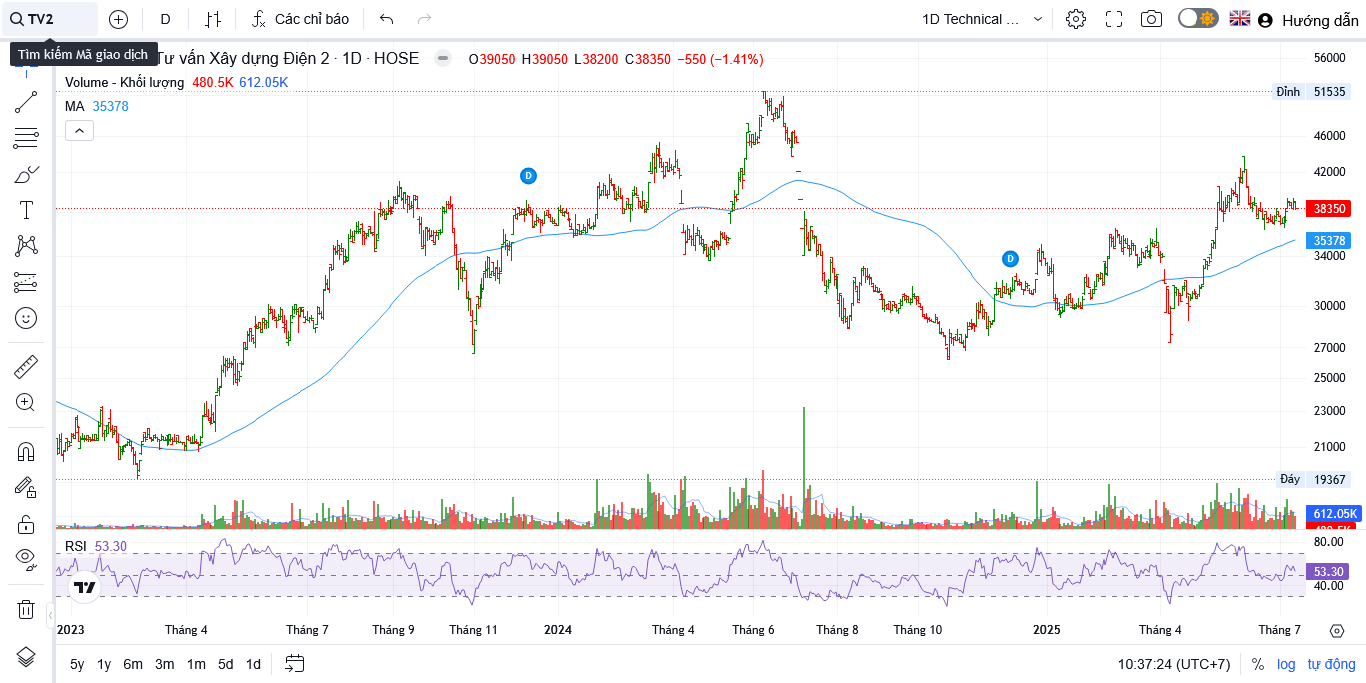 TV2 D Các chỉ báo 1D Technical ... Hướng dẫn
Tìm kiếm Mã giao dịch
Tư vấn Xây dựng Điện 2 · 1D · HOSE O39050 H39050 L38200 C38350 −550 (−1.41%)
Volume - Khối lượng 480.5K 612.05K
MA 35378
56000
Đỉnh 51535
46000
42000
38350
35378
34000
30000
27000
25000
23000
21000
Đáy 19367
612.05K
D
D
T
RSI 53.30
80.00
53.30
40.00
2023 Tháng 4 Tháng 7 Tháng 9 Tháng 11 2024 Tháng 4 Tháng 6 Tháng 8 Tháng 10 2025 Tháng 4 Tháng 7
5y 1y 6m 3m 1m 5d 1d 10:37:24 (UTC+7) % log tự động